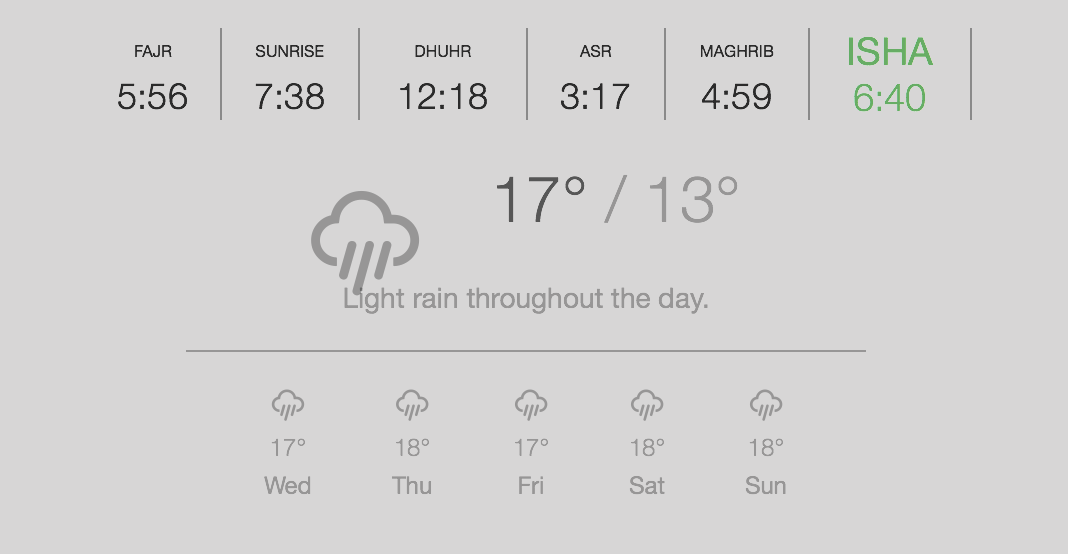 FAJR SUNRISE DHUHR ASR MAGHRIB ISHA
5:56 7:38 12:18 3:17 4:59 6:40
17° / 13°
Light rain throughout the day.
17° 18° 17° 18° 18°
Wed Thu Fri Sat Sun